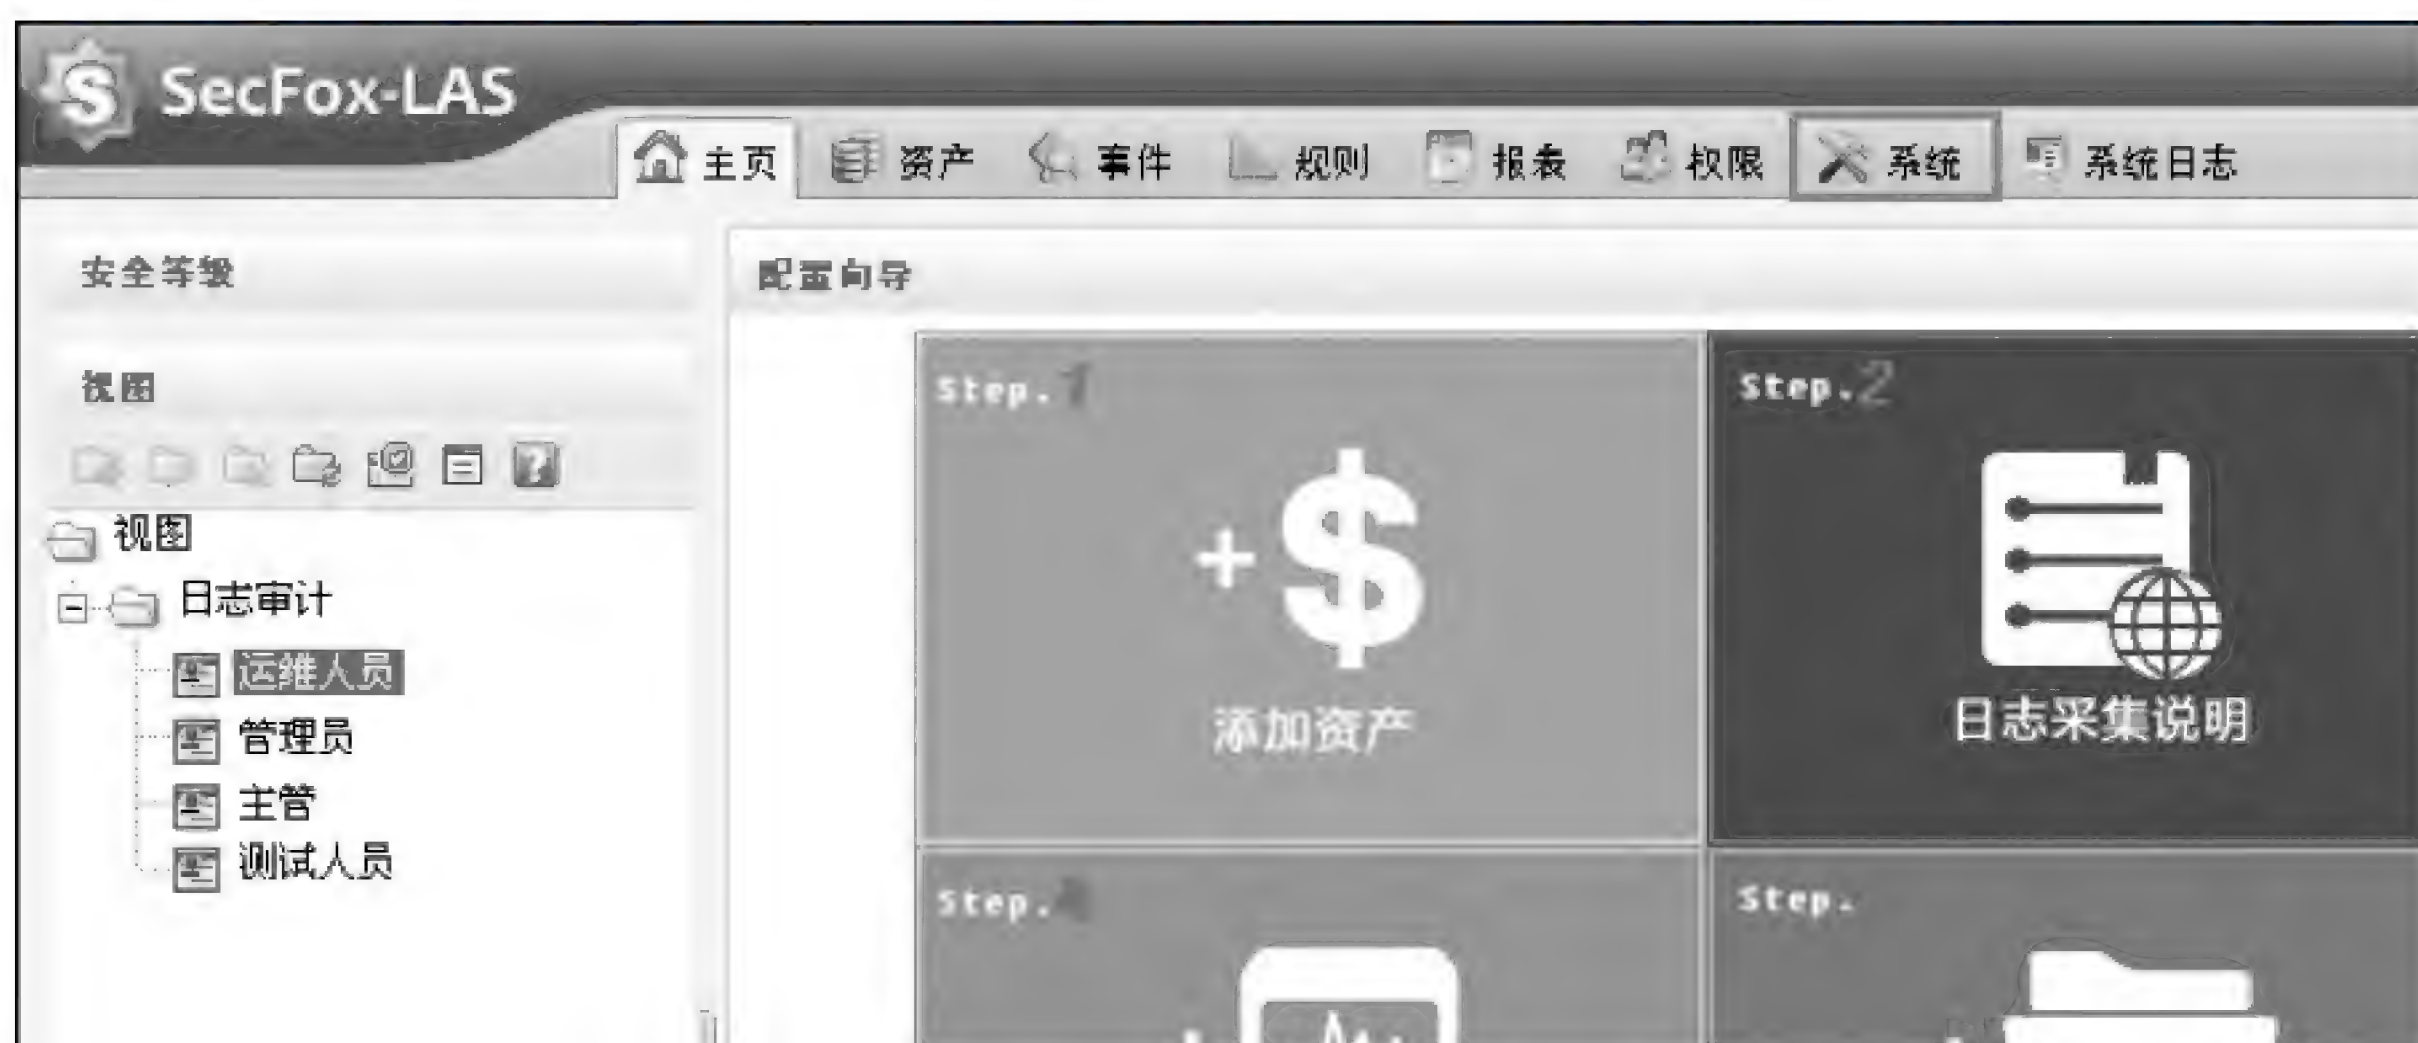 SecFox-LAS
主页 资产 事件 规则 报表 权限 系统 系统日志
安全等级
配置向导
视图
Step.1
Step.2
视图
日志审计
运维人员
管理员
主管
测试人员
添加资产
日志采集说明
Step.4
Step.